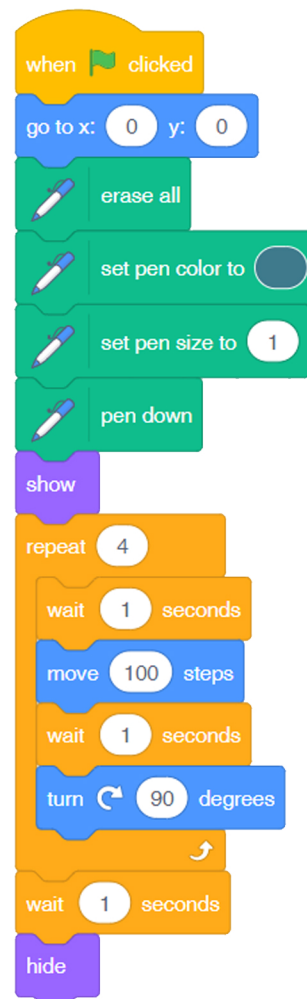 when clicked
go to x: 0 y: 0
erase all
set pen color to
set pen size to 1
pen down
show
repeat 4
wait 1 seconds
move 100 steps
wait 1 seconds
turn 90 degrees
wait 1 seconds
hide